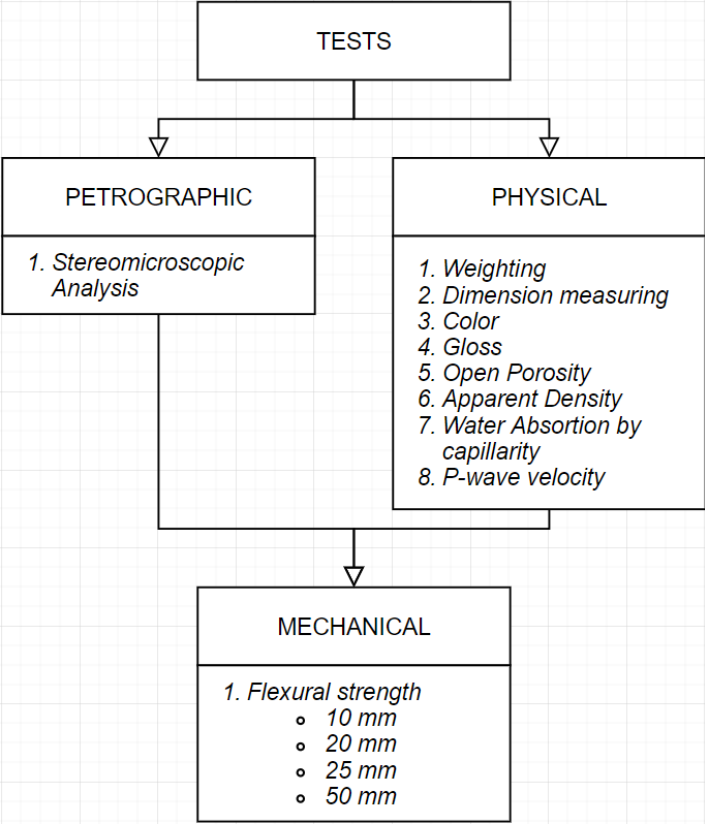 TESTS
PETROGRAPHIC
1. Stereomicroscopic
Analysis
PHYSICAL
1. Weighting
2. Dimension measuring
3. Color
4. Gloss
5. Open Porosity
6. Apparent Density
7. Water Absortion by
capillarity
8. P-wave velocity
MECHANICAL
1. Flexural strength
10 mm
20 mm
25 mm
50 mm